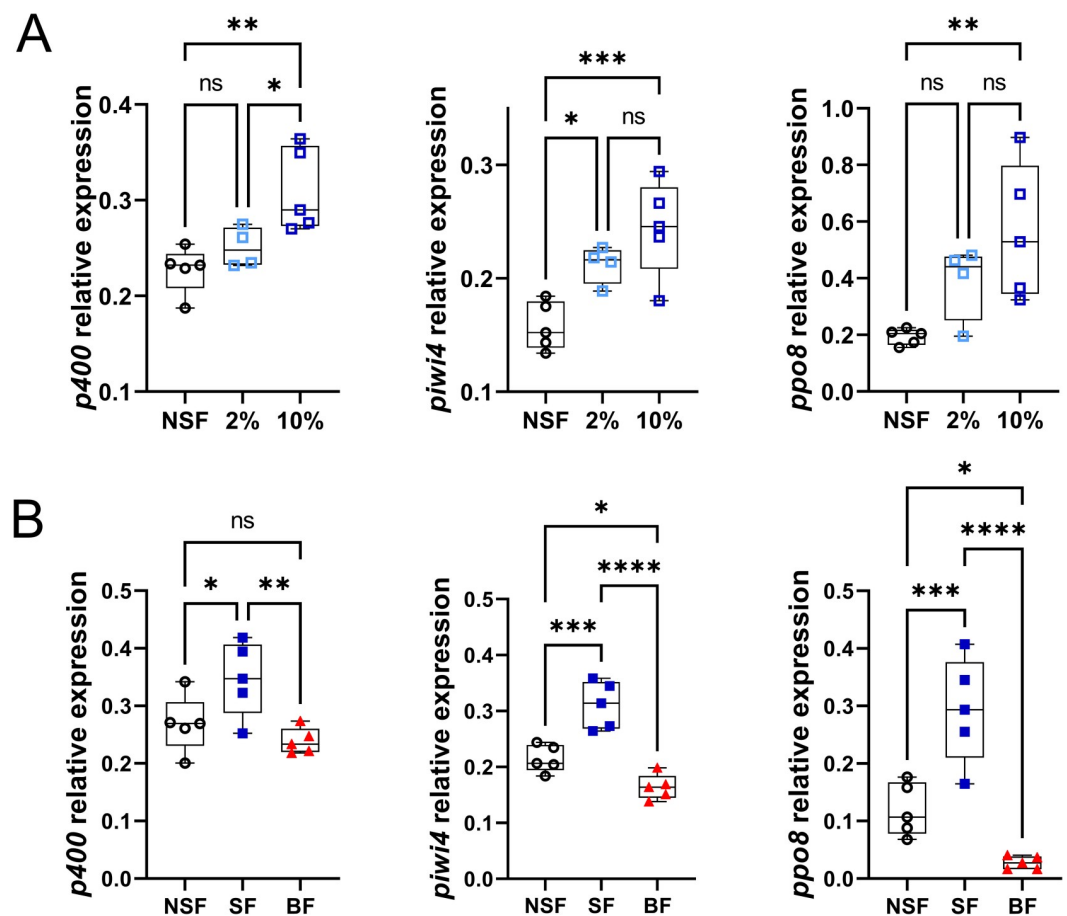 A
**
ns
*
0.4
0.3
0.2
0.1
p400 relative expression
NSF 2% 10%
***
*
ns
0.3
0.2
0.1
piwi4 relative expression
NSF 2% 10%
**
ns
ns
1.0
0.8
0.6
0.4
0.2
0.0
ppo8 relative expression
NSF 2% 10%
B
ns
*
**
0.5
0.4
0.3
0.2
0.1
0.0
p400 relative expression
NSF SF BF
*
****
***
0.5
0.4
0.3
0.2
0.1
0.0
piwi4 relative expression
NSF SF BF
*
****
***
0.5
0.4
0.3
0.2
0.1
0.0
ppo8 relative expression
NSF SF BF